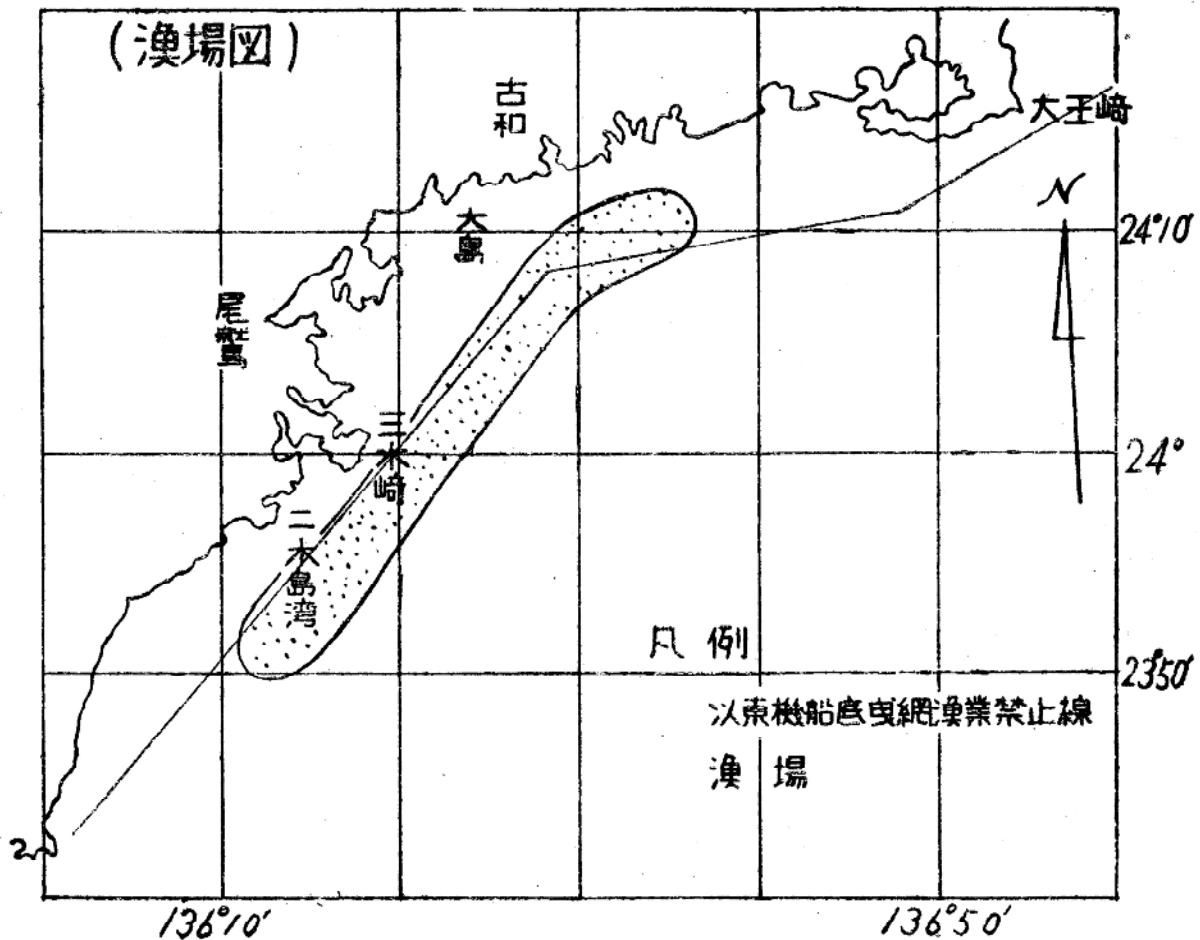 (漁場図)
古和
大王崎
N
大島
24°10′
尾鷲
三木崎
24°
二木島湾
凡例
23°50′
以東機船底曳網漁業禁止線
漁場
136°10′
136°50′